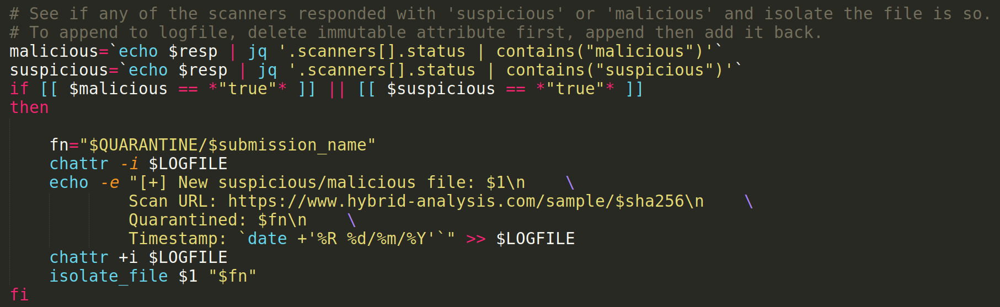 # See if any of the scanners responded with 'suspicious' or 'malicious' and isolate the file is so.
# To append to logfile, delete immutable attribute first, append then add it back.
malicious=`echo $resp | jq '.scanners[].status | contains("malicious")'`
suspicious=`echo $resp | jq '.scanners[].status | contains("suspicious")'`
if [[ $malicious == *"true"* ]] || [[ $suspicious == *"true"* ]]
then

    fn="$QUARANTINE/$submission_name"
    chattr -i $LOGFILE
    echo -e "[+] New suspicious/malicious file: $1\n    \
            Scan URL: https://www.hybrid-analysis.com/sample/$sha256\n    \
            Quarantined: $fn\n    \
            Timestamp: `date +'%R %d/%m/%Y'`" >> $LOGFILE
    chattr +i $LOGFILE
    isolate_file $1 "$fn"
fi